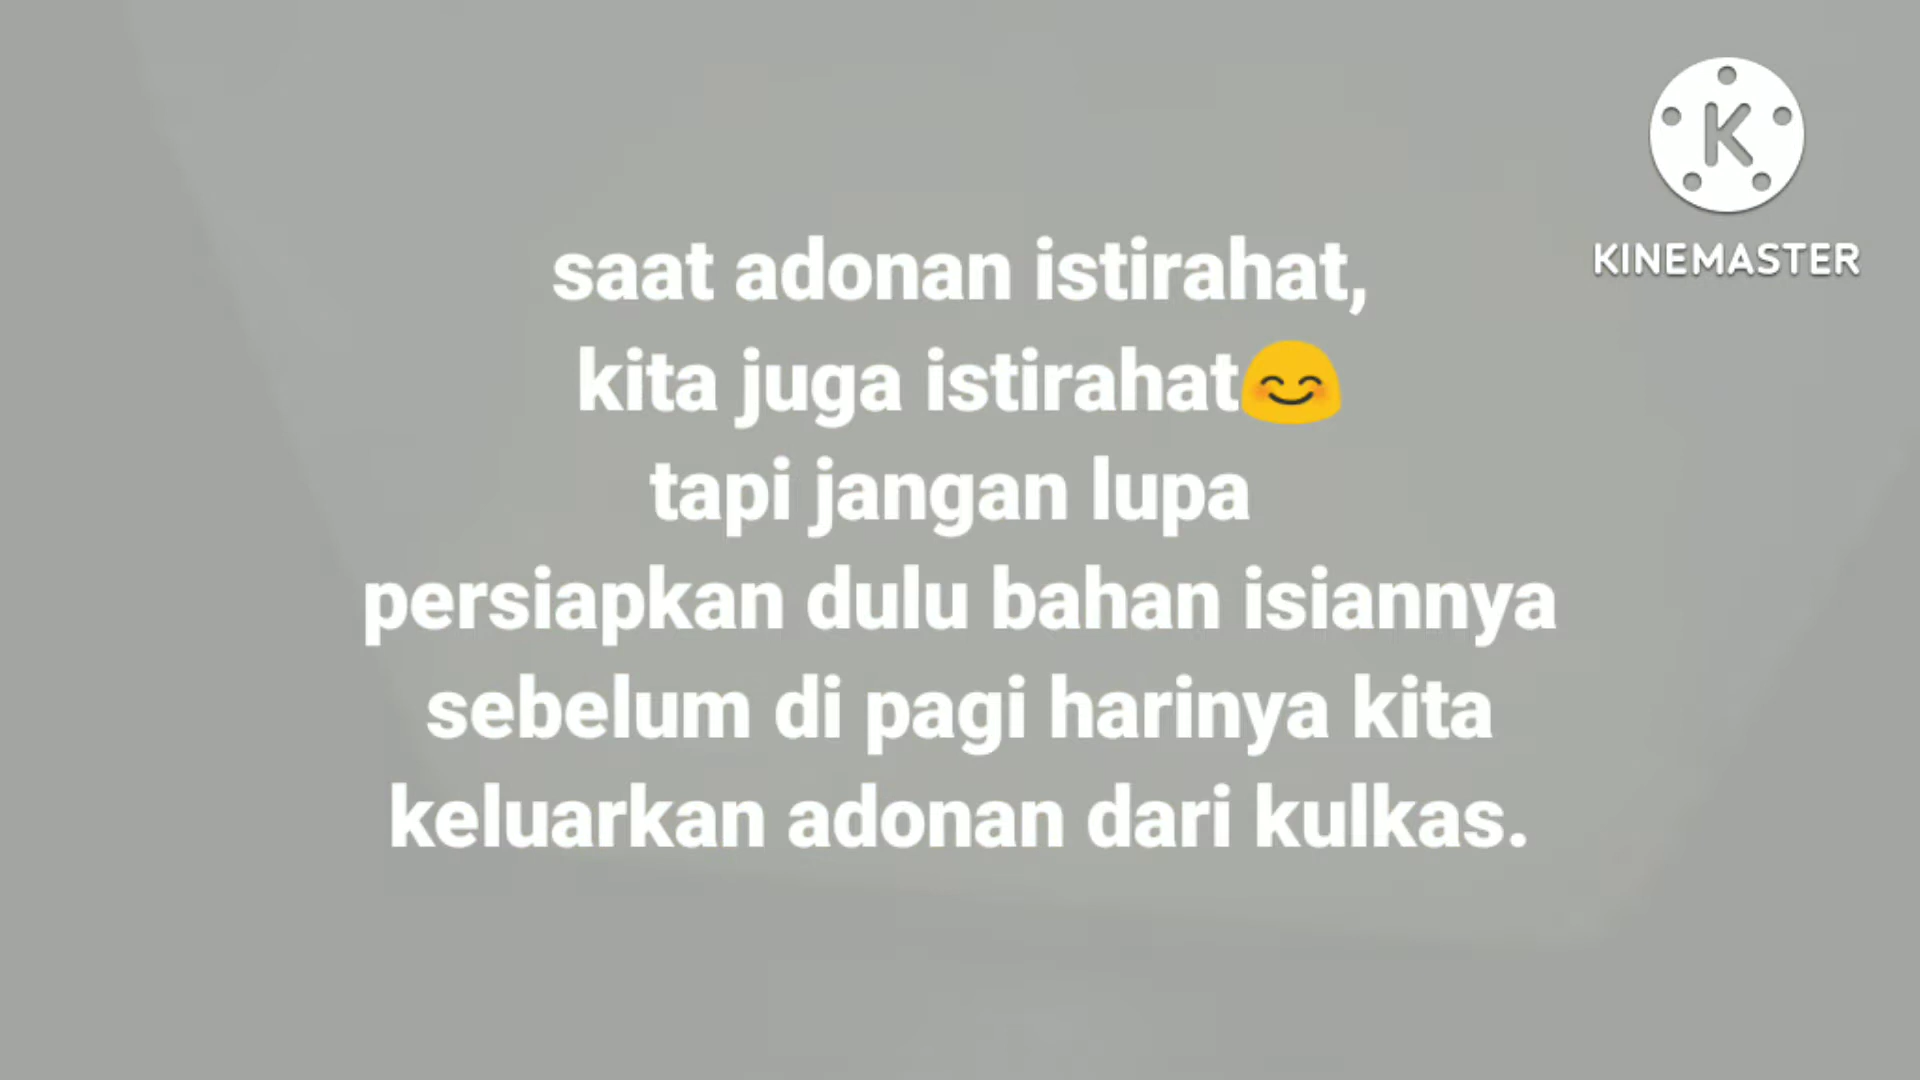 K
KINEMASTER
saat adonan istirahat,
kita juga istirahat😊
tapi jangan lupa
persiapkan dulu bahan isiannya
sebelum di pagi harinya kita
keluarkan adonan dari kulkas.